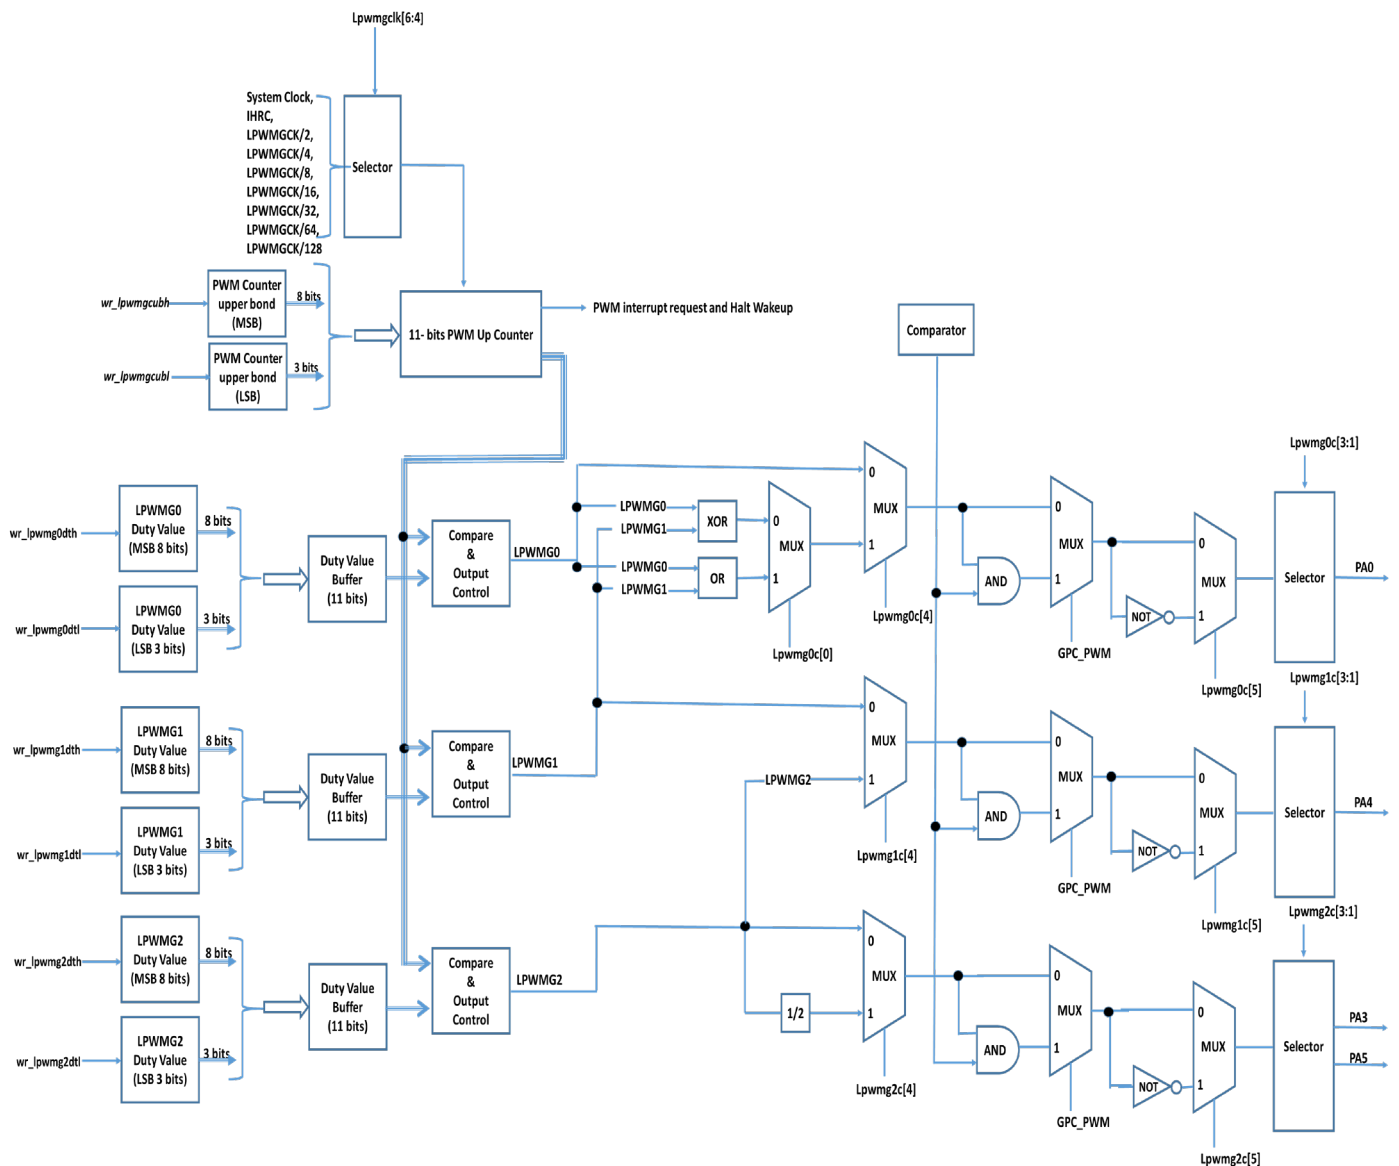 Lpwmgclk[6:4]
System Clock,
IHRC,
LPWMGCK/2,
LPWMGCK/4,
LPWMGCK/8,
LPWMGCK/16,
LPWMGCK/32,
LPWMGCK/64,
LPWMGCK/128
Selector
wr_lpwmgcubh
PWM Counter
upper bond
(MSB)
8 bits
wr_lpwmgcubl
PWM Counter
upper bond
(LSB)
3 bits
11- bits PWM Up Counter
PWM interrupt request and Halt Wakeup
Comparator
wr_lpwmg0dth
LPWMG0
Duty Value
(MSB 8 bits)
8 bits
wr_lpwmg0dtl
LPWMG0
Duty Value
(LSB 3 bits)
3 bits
Duty Value
Buffer
(11 bits)
Compare
&
Output
Control
LPWMG0
LPWMG0
LPWMG1
XOR
LPWMG0
LPWMG1
OR
0
MUX
1
Lpwmg0c[0]
0
MUX
1
Lpwmg0c[4]
AND
0
MUX
1
GPC_PWM
NOT
0
MUX
1
Lpwmg0c[5]
Lpwmg0c[3:1]
Selector
PA0
wr_lpwmg1dth
LPWMG1
Duty Value
(MSB 8 bits)
8 bits
wr_lpwmg1dtl
LPWMG1
Duty Value
(LSB 3 bits)
3 bits
Duty Value
Buffer
(11 bits)
Compare
&
Output
Control
LPWMG1
LPWMG2
0
MUX
1
Lpwmg1c[4]
AND
0
MUX
1
GPC_PWM
NOT
0
MUX
1
Lpwmg1c[5]
Lpwmg1c[3:1]
Selector
PA4
wr_lpwmg2dth
LPWMG2
Duty Value
(MSB 8 bits)
8 bits
wr_lpwmg2dtl
LPWMG2
Duty Value
(LSB 3 bits)
3 bits
Duty Value
Buffer
(11 bits)
Compare
&
Output
Control
LPWMG2
1/2
0
MUX
1
Lpwmg2c[4]
AND
0
MUX
1
GPC_PWM
NOT
0
MUX
1
Lpwmg2c[5]
Lpwmg2c[3:1]
Selector
PA3
PA5